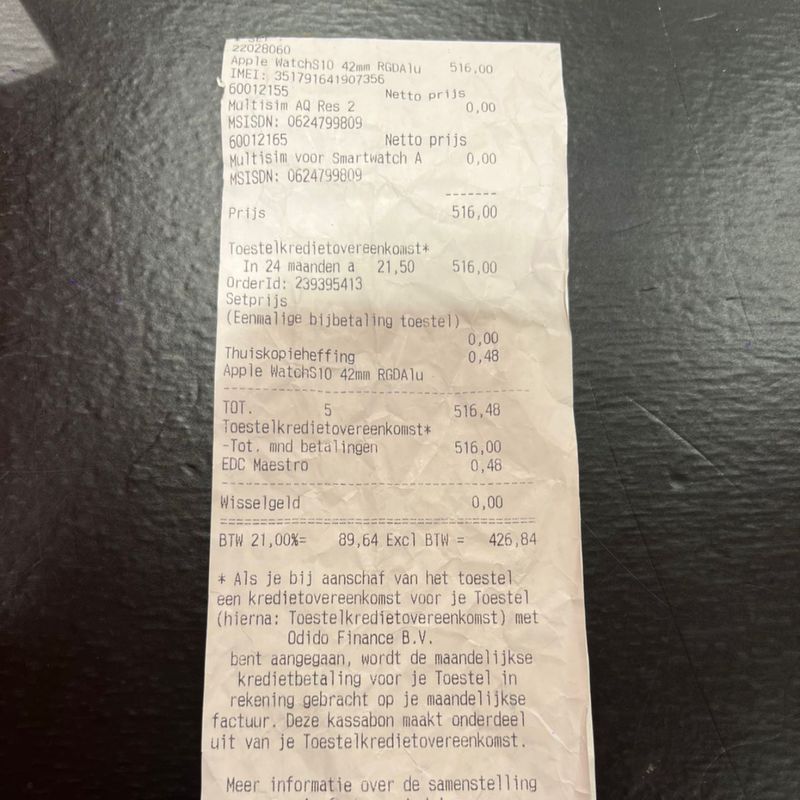 22028060
Apple WatchS10 42mm RGDAlu 516,00
IMEI: 351791641907356
60012155 Netto prijs
Multisim AQ Res 2 0,00
MSISDN: 0624799809
60012165 Netto prijs
Multisim voor Smartwatch A 0,00
MSISDN: 0624799809
-------
Prijs 516,00
Toestelkredietovereenkomst*
In 24 maanden a 21,50 516,00
OrderId: 239395413
Setprijs
(Eenmalige bijbetaling toestel)
0,00
Thuiskopieheffing 0,48
Apple WatchS10 42mm RGDAlu
TOT. 5 516,48
Toestelkredietovereenkomst*
-Tot. mnd betalingen 516,00
EDC Maestro 0,48
Wisselgeld 0,00
BTW 21,00%= 89,64 Excl BTW = 426,84
* Als je bij aanschaf van het toestel
een kredietovereenkomst voor je Toestel
(hierna: Toestelkredietovereenkomst) met
Odido Finance B.V.
bent aangegaan, wordt de maandelijkse
kredietbetaling voor je Toestel in
rekening gebracht op je maandelijkse
factuur. Deze kassabon maakt onderdeel
uit van je Toestelkredietovereenkomst.
Meer informatie over de samenstelling